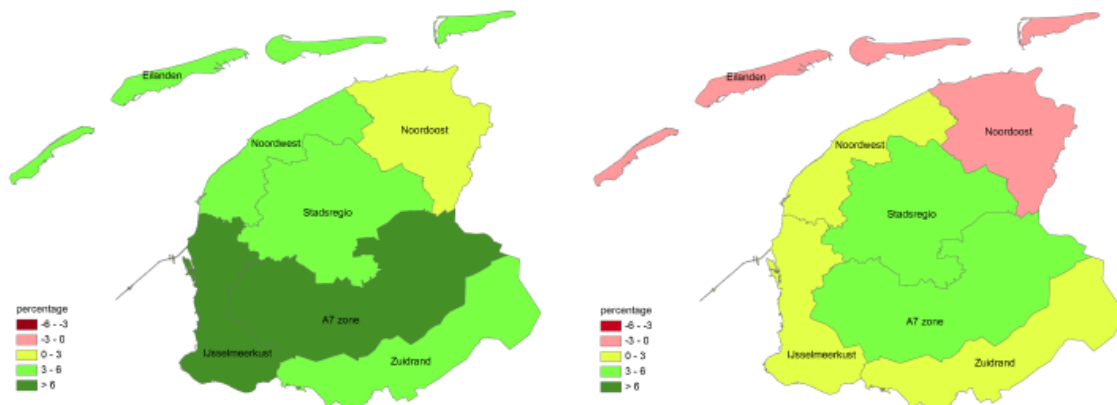 Eilanden
Noordoost
Noordwest
Stadsregio
A7 zone
IJsselmeerkust
Zuidrand
percentage
-6 - -3
-3 - 0
0 - 3
3 - 6
> 6
Eilanden
Noordoost
Noordwest
Stadsregio
A7 zone
IJsselmeerkust
Zuidrand
percentage
-6 - -3
-3 - 0
0 - 3
3 - 6
> 6